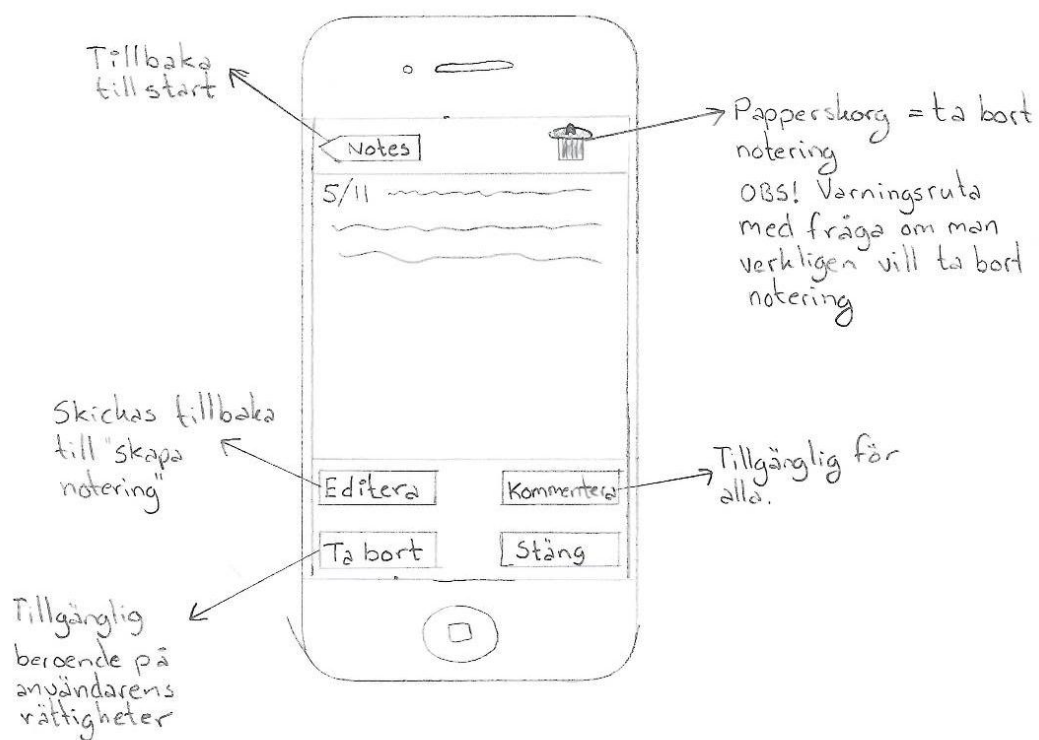 Tillbaka
till start
Notes
Papperskorg = ta bort
notering
OBS! Varningsruta
med fråga om man
verkligen vill ta bort
notering
5/11
Skickas tillbaka
till "skapa
notering"
Editera
Kommentera
Tillgänglig för
alla.
Ta bort
Stäng
Tillgänglig
beroende på
användarens
rättigheter